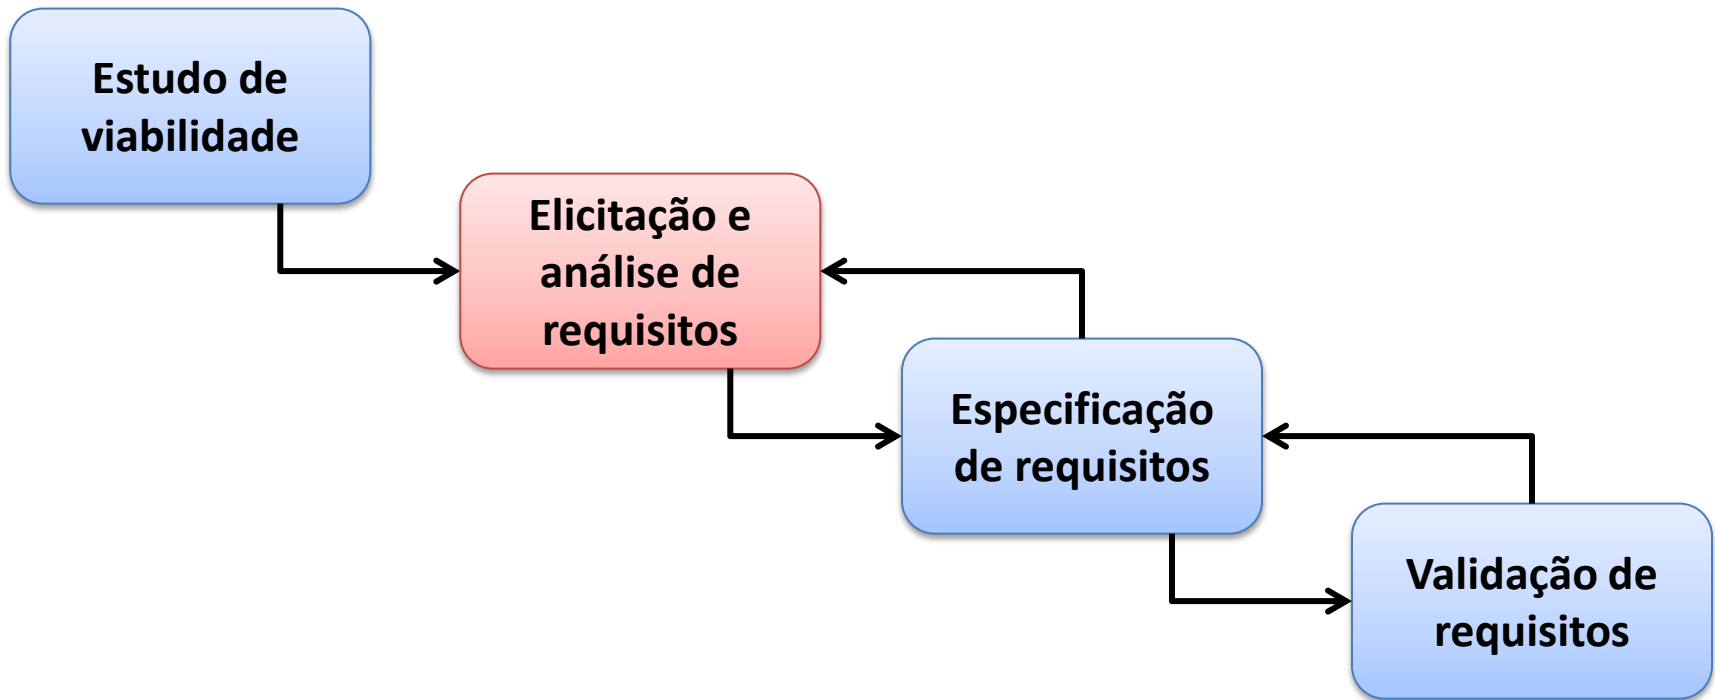 Estudo de
viabilidade
Elicitação e
análise de
requisitos
Especificação
de requisitos
Validação de
requisitos